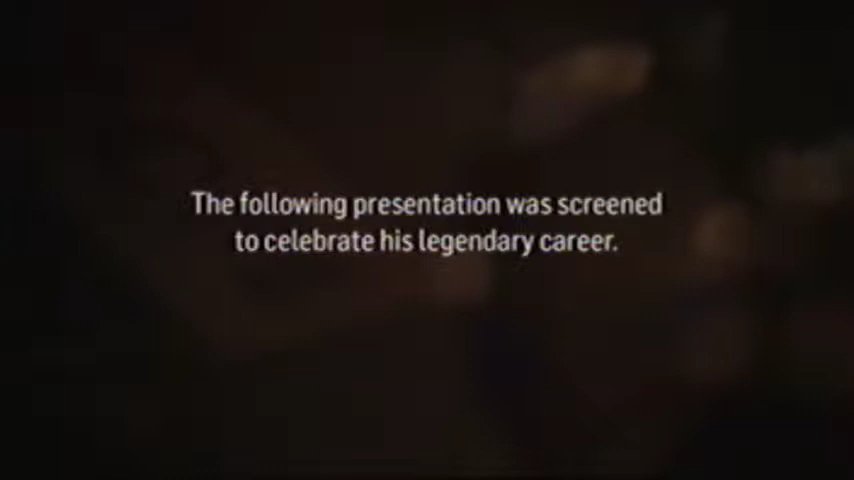 The following presentation was screened
to celebrate his legendary career.